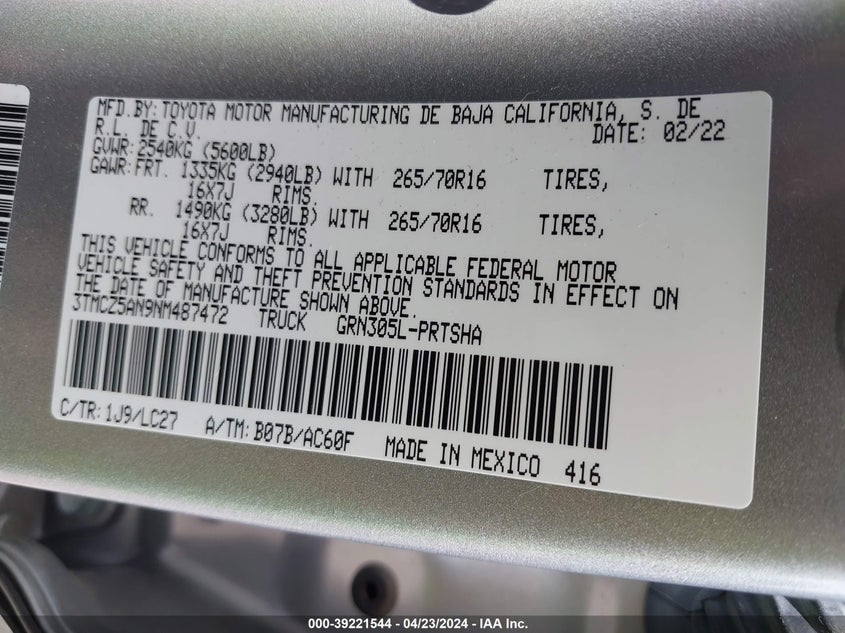 MFD.BY:TOYOTA MOTOR MANUFACTURING DE BAJA CALIFORNIA, S. DE
R.L. DE C.V. DATE: 02/22
GVWR:2540KG (5600LB)
GAWR:FRT. 1335KG (2940LB) WITH 265/70R16 TIRES,
16X7J RIMS.
RR. 1490KG (3280LB) WITH 265/70R16 TIRES,
16X7J RIMS.
THIS VEHICLE CONFORMS TO ALL APPLICABLE FEDERAL MOTOR
VEHICLE SAFETY AND THEFT PREVENTION STANDARDS IN EFFECT ON
THE DATE OF MANUFACTURE SHOWN ABOVE.
3TMCZ5AN9NM487472 TRUCK GRN305L-PRTSHA
C/TR:1J9/LC27 A/TM:B07B/AC60F MADE IN MEXICO 416
000-39221544 | 04/23/2024 | IAA Inc.